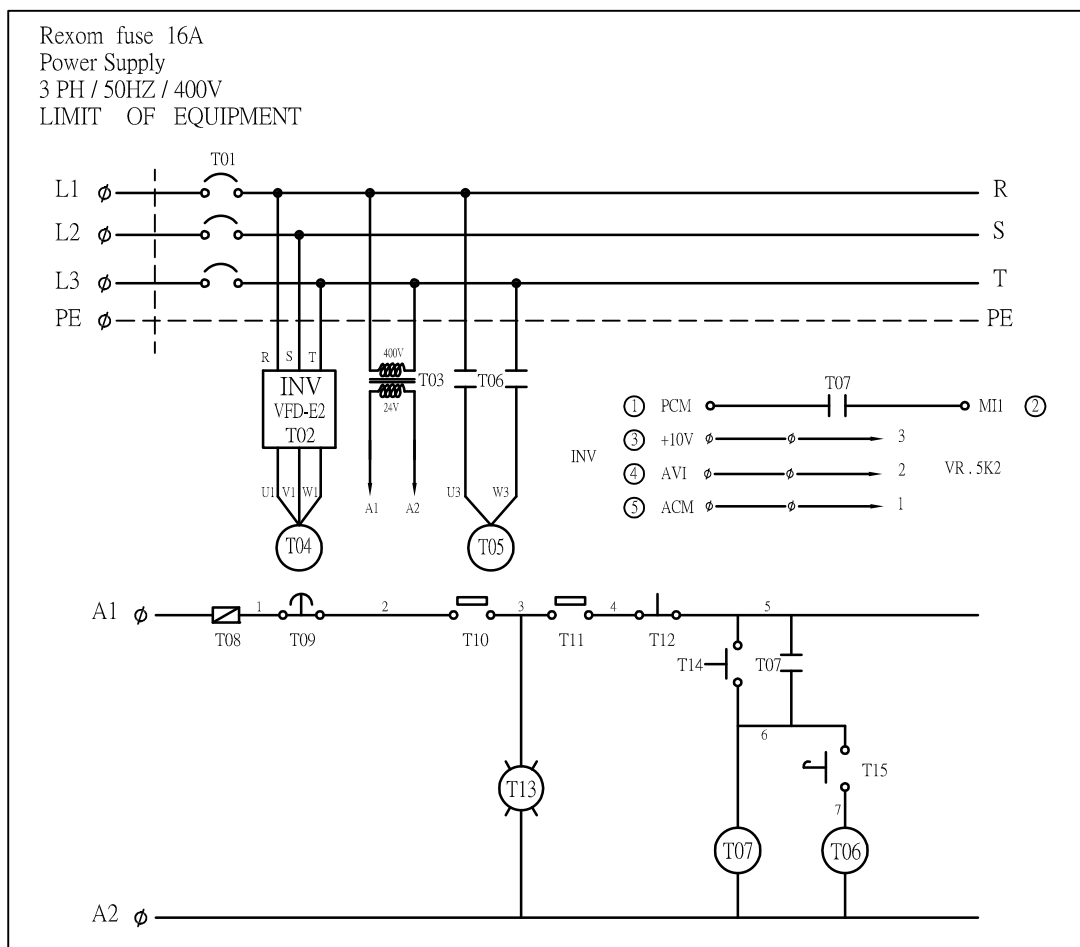 Rexom fuse 16A
Power Supply
3 PH / 50HZ / 400V
LIMIT OF EQUIPMENT
T01
L1 R
L2 S
L3 T
PE PE
R S T
400V
T03 T06
24V
INV
VFD-E2
T02
T07
1 PCM MI1 2
3 +10V 3
INV
4 AVI 2 VR . 5K2
5 ACM 1
U1 V1 W1
A1 A2
U3 W3
T04 T05
A1 1 2 3 4 5
T08 T09 T10 T11 T12
T14 T07
6
T15
T13
7
T07 T06
A2